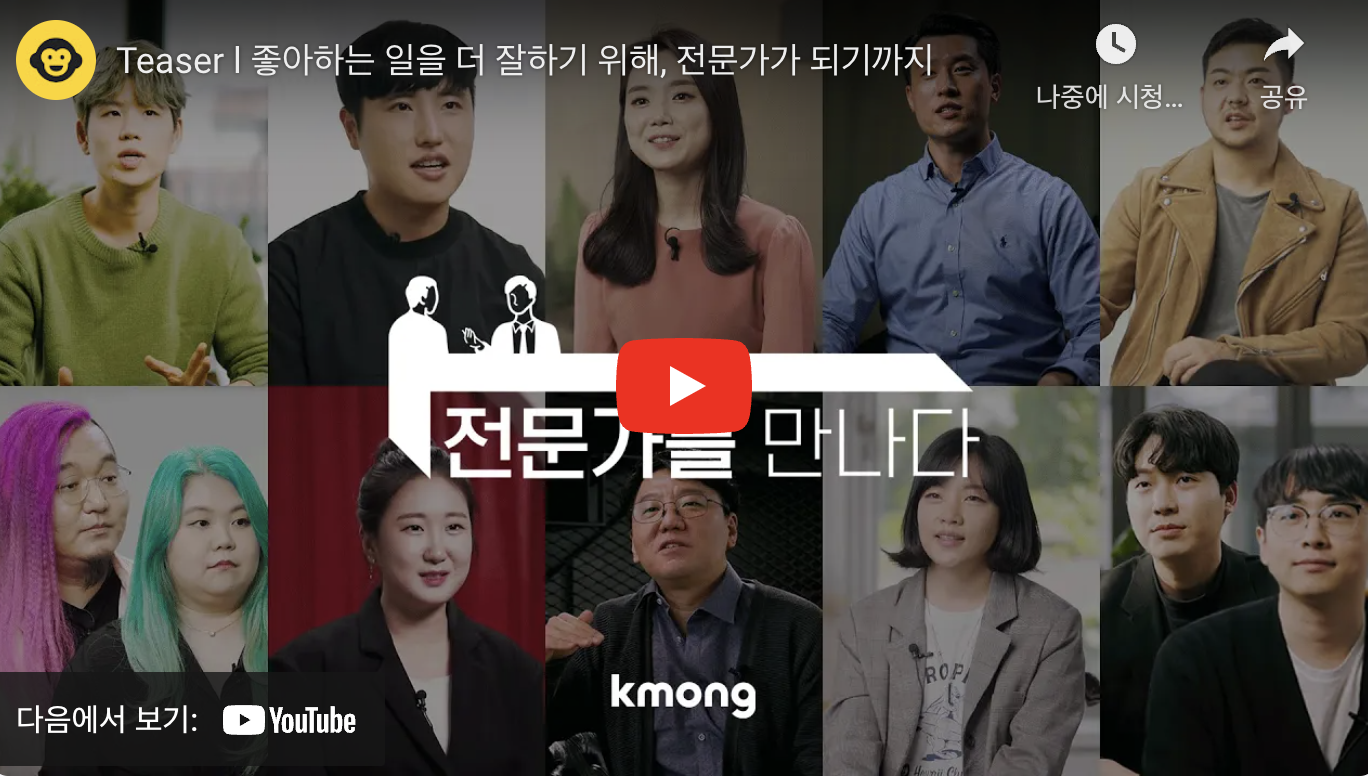 Teaser I 좋아하는 일을 더 잘하기 위해, 전문가가 되기까지
나중에 시청...
공유
전문가를 만나다
kmong
다음에서 보기: YouTube